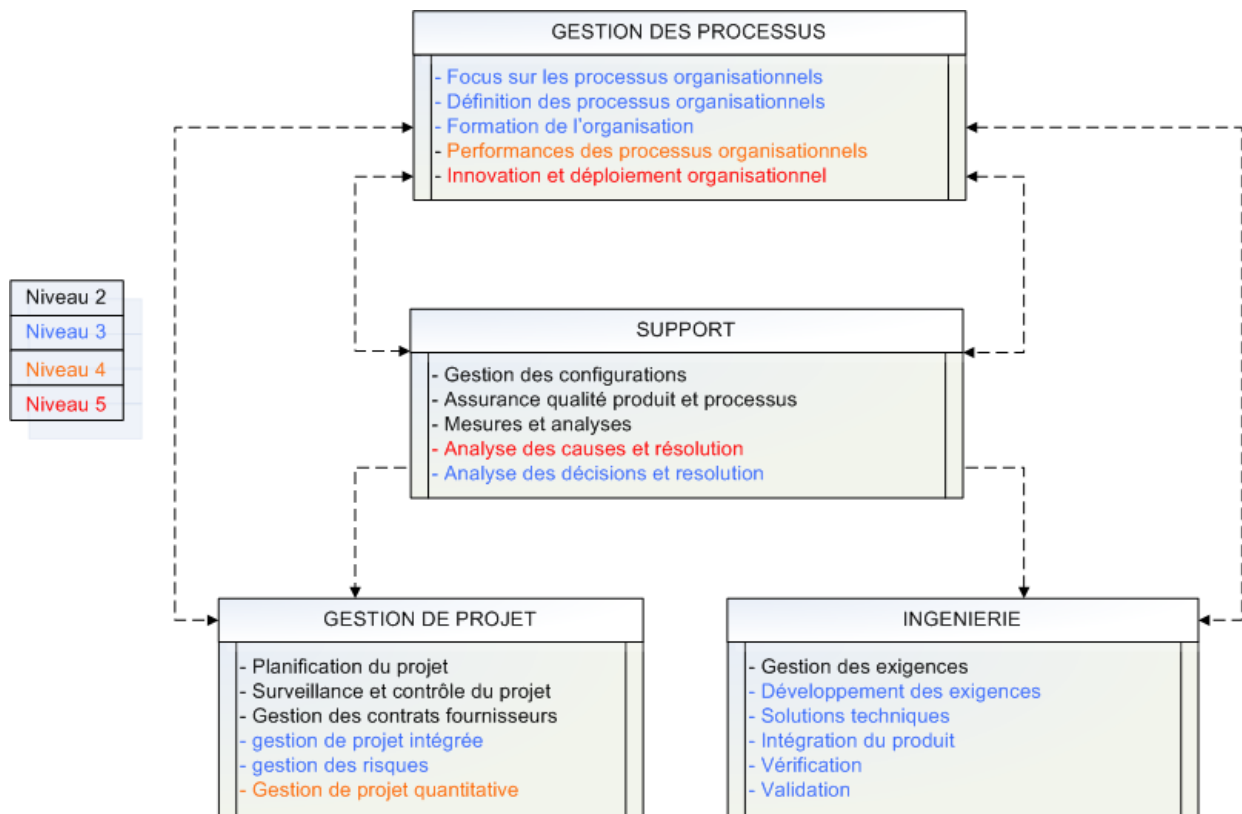 GESTION DES PROCESSUS
- Focus sur les processus organisationnels
- Définition des processus organisationnels
- Formation de l'organisation
- Performances des processus organisationnels
- Innovation et déploiement organisationnel
Niveau 2
Niveau 3
Niveau 4
Niveau 5
SUPPORT
- Gestion des configurations
- Assurance qualité produit et processus
- Mesures et analyses
- Analyse des causes et résolution
- Analyse des décisions et resolution
GESTION DE PROJET
- Planification du projet
- Surveillance et contrôle du projet
- Gestion des contrats fournisseurs
- gestion de projet intégrée
- gestion des risques
- Gestion de projet quantitative
INGENIERIE
- Gestion des exigences
- Développement des exigences
- Solutions techniques
- Intégration du produit
- Vérification
- Validation